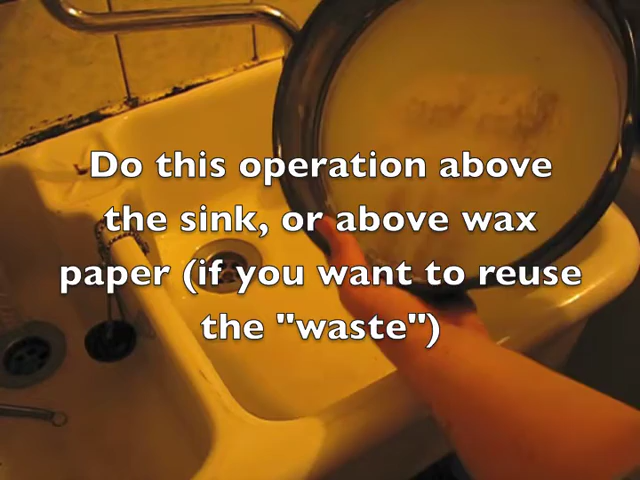 Do this operation above
the sink, or above wax
paper (if you want to reuse
the "waste")